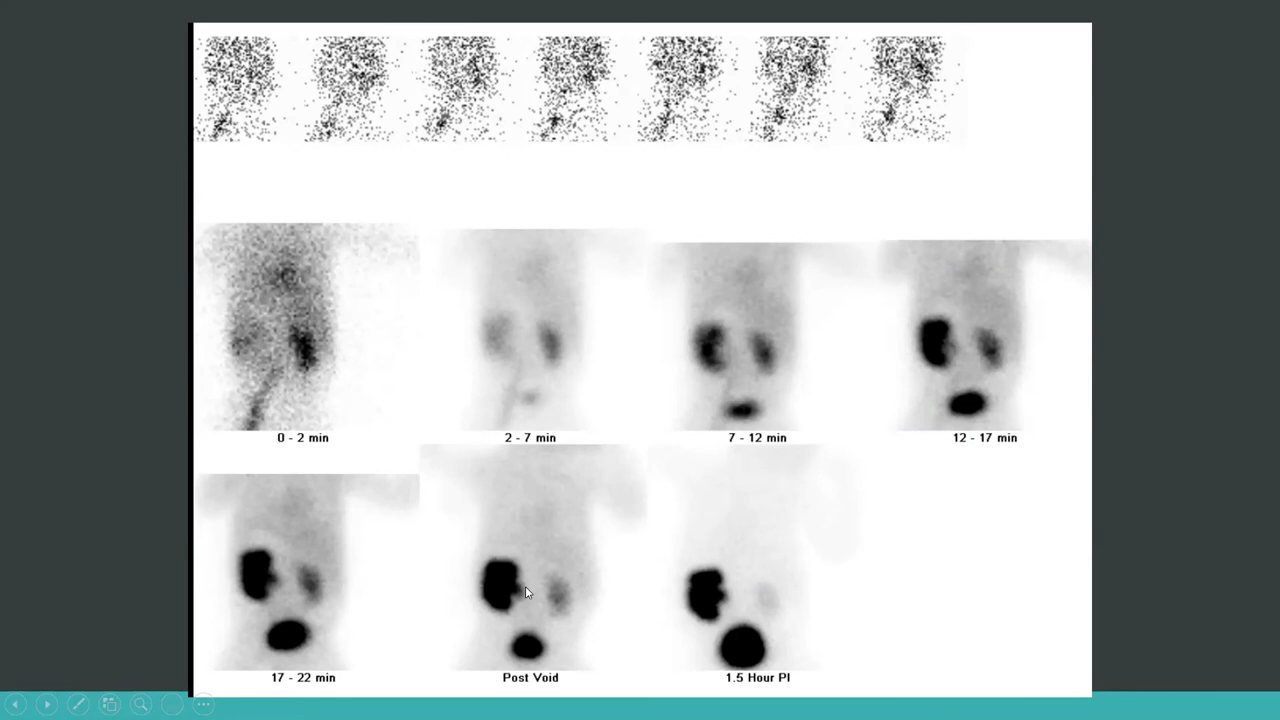 0 - 2 min
2 - 7 min
7 - 12 min
12 - 17 min
17 - 22 min
Post Void
1.5 Hour PI